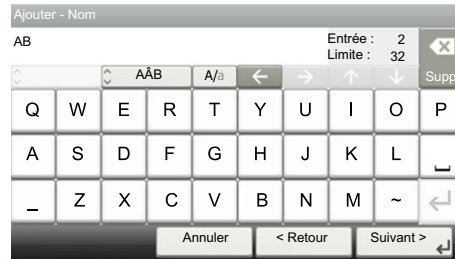 Ajouter - Nom
AB
Entrée : 2
Limite : 32
AÂB A/a ← → ↑ ↓ Supp
Q W E R T Y U I O P
A S D F G H J K L
_ Z X C V B N M ~
Annuler < Retour Suivant >